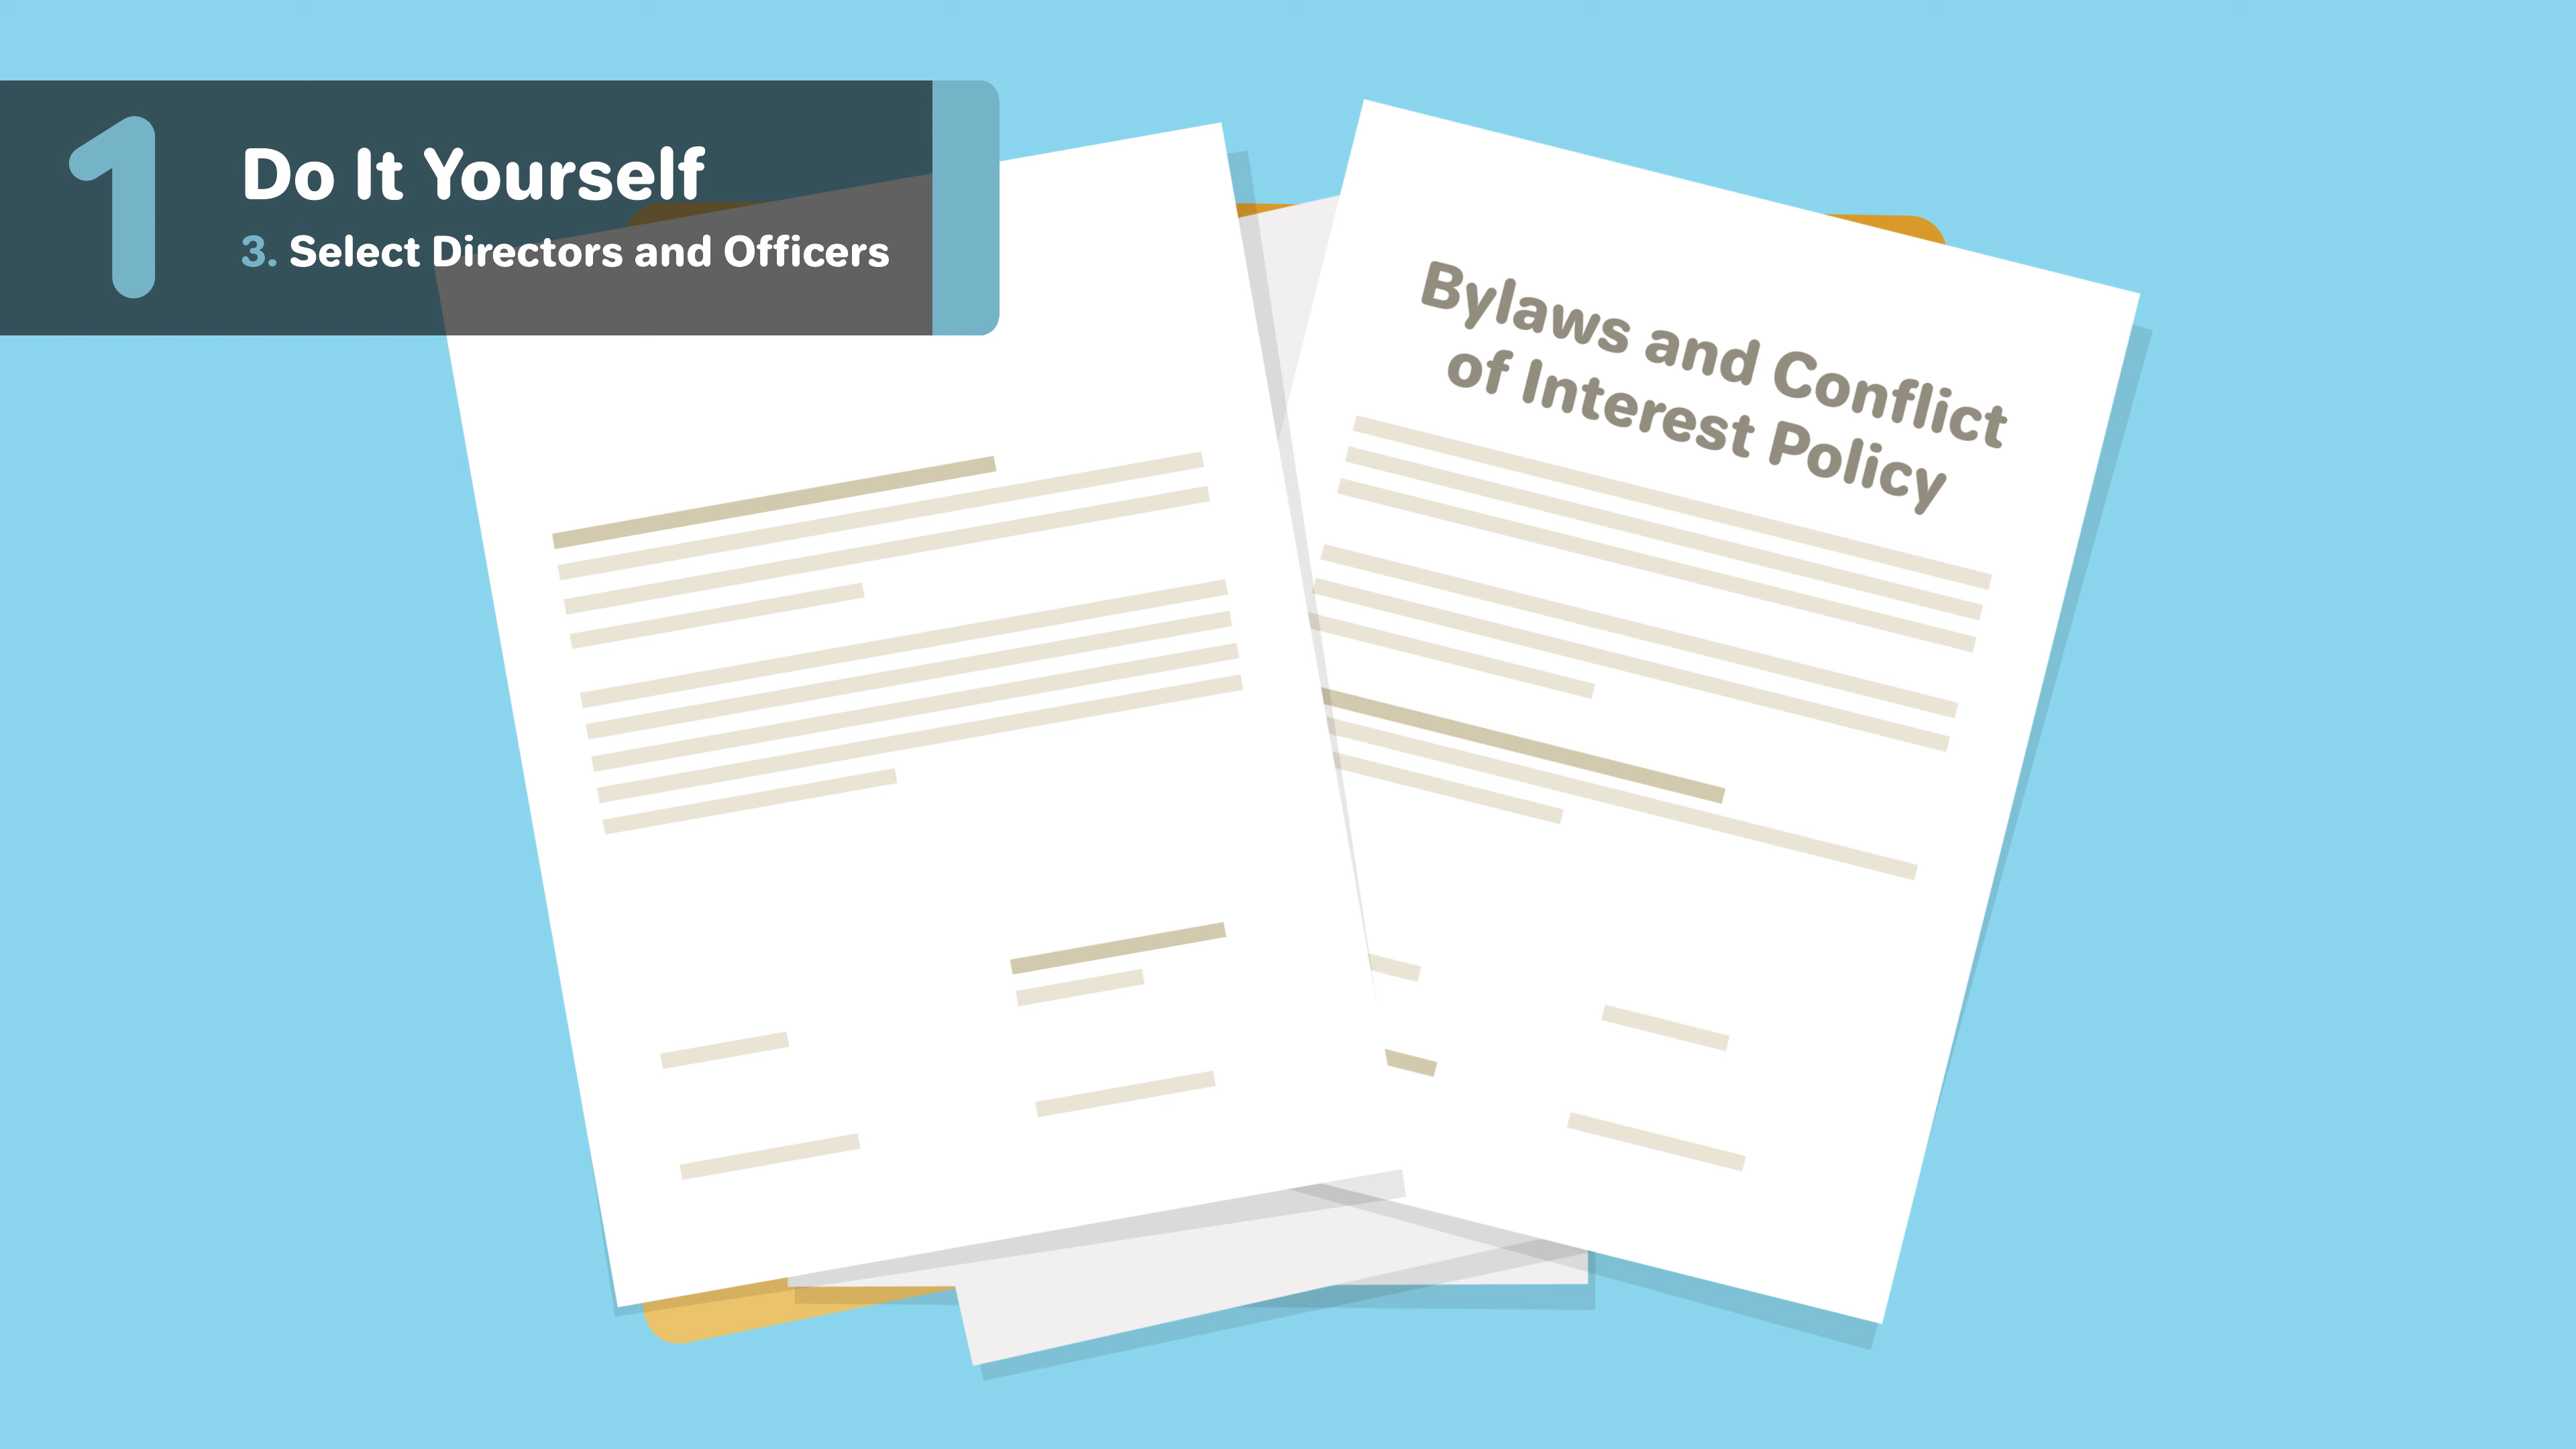 1
Do It Yourself
3. Select Directors and Officers
Bylaws and Conflict
of Interest Policy